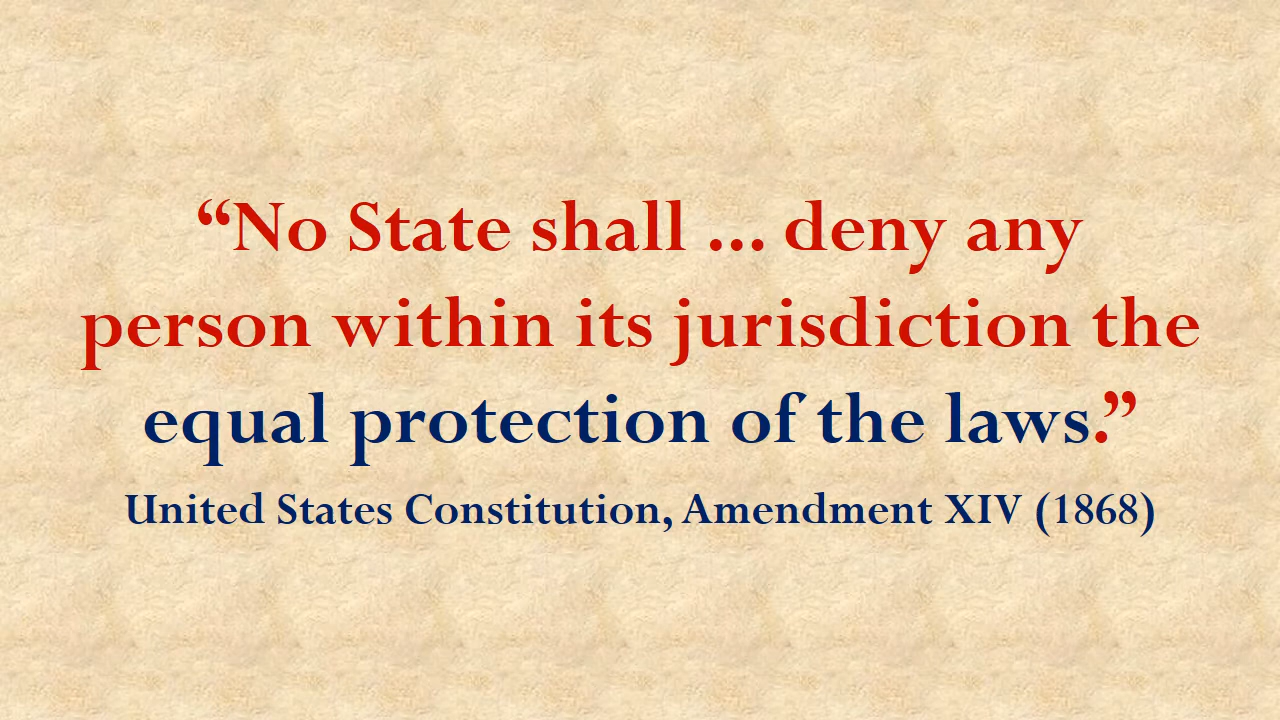 “No State shall ... deny any
person within its jurisdiction the
equal protection of the laws.”
United States Constitution, Amendment XIV (1868)